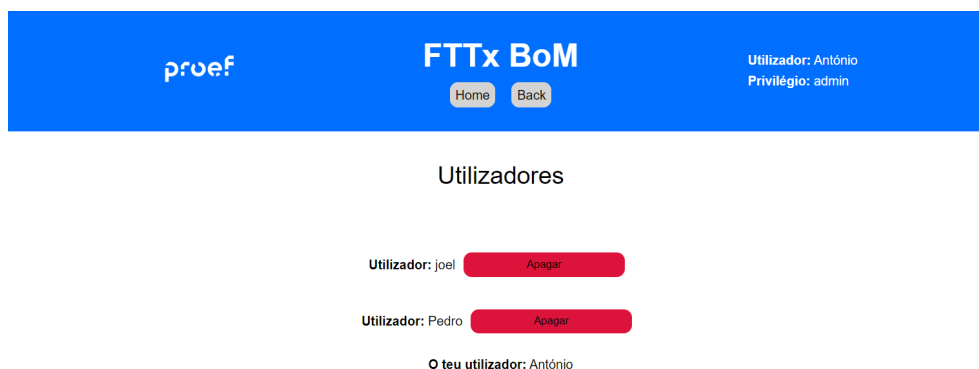 proef
FTTx BoM
Home Back
Utilizador: António
Privilégio: admin
Utilizadores
Utilizador: joel Apagar
Utilizador: Pedro Apagar
O teu utilizador: António